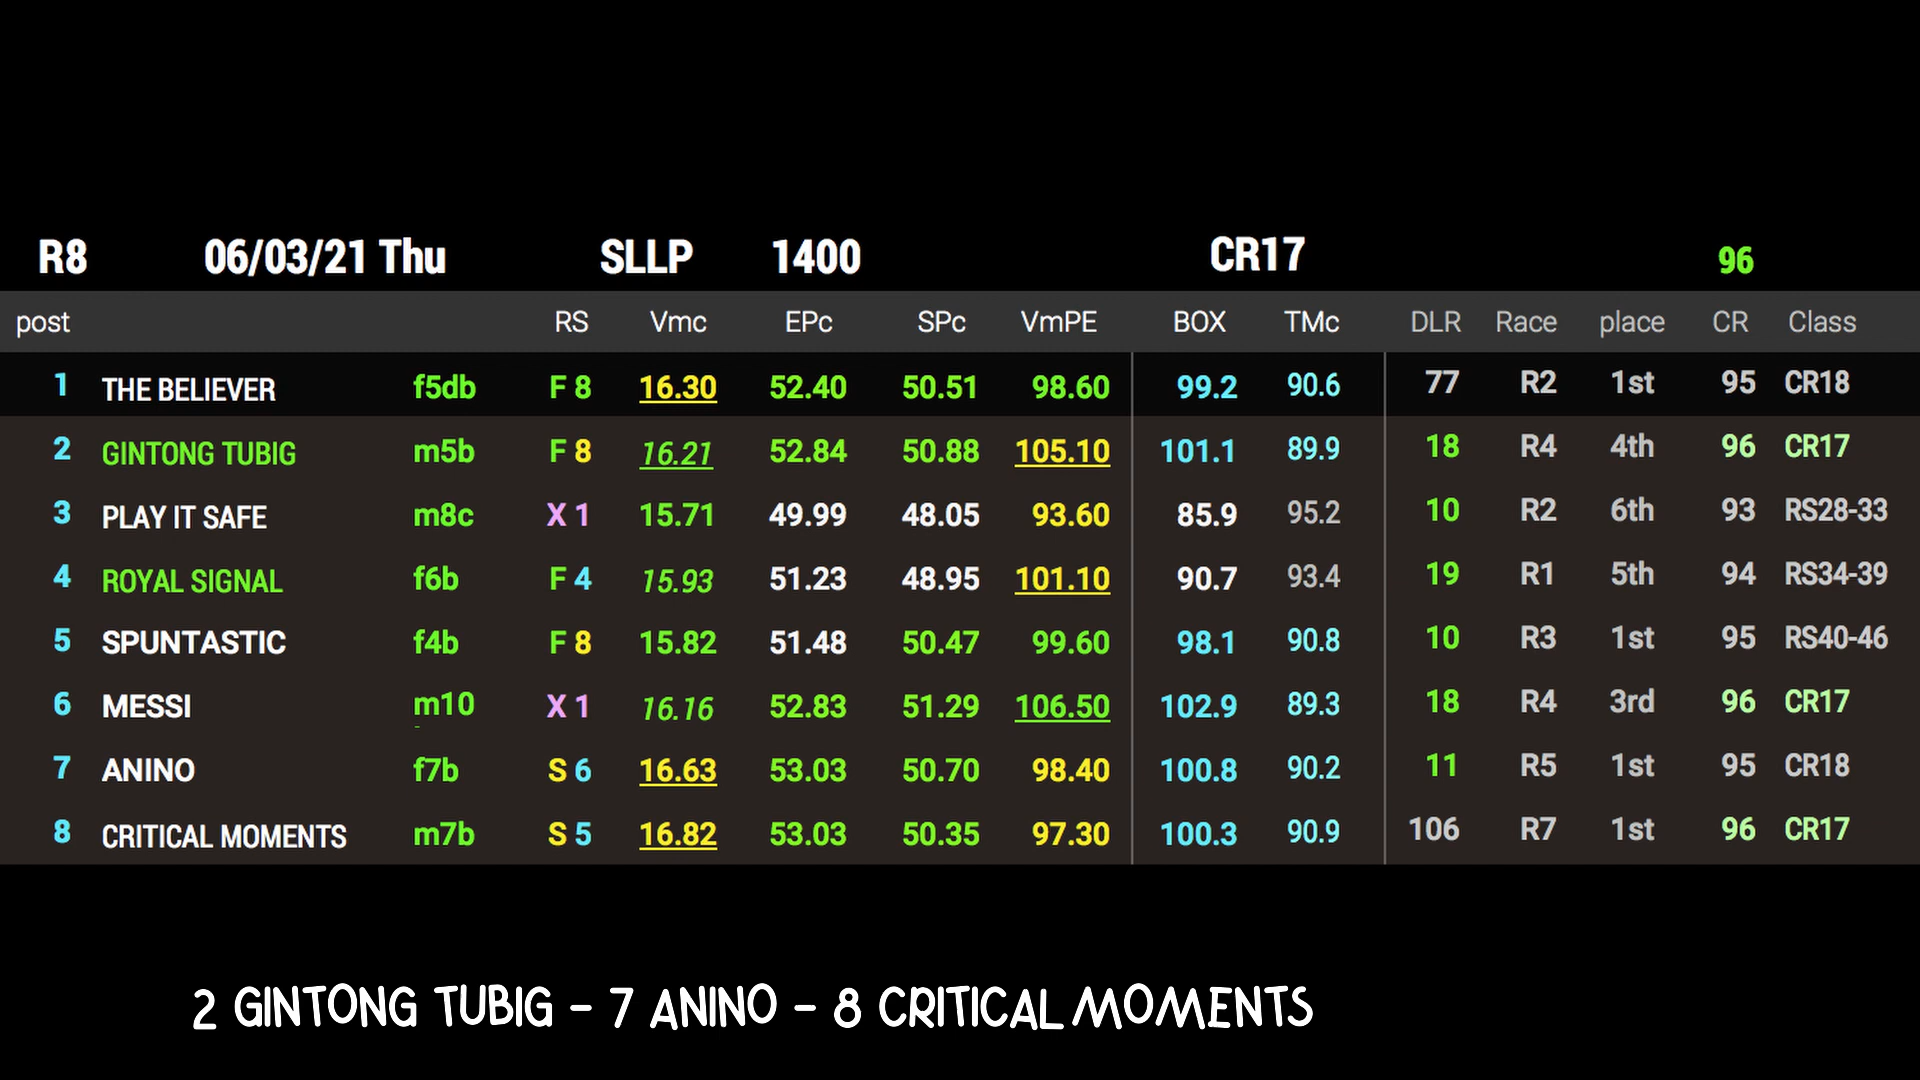 R8 06/03/21 Thu SLLP 1400 CR17 96
post RS Vmc EPc SPc VmPE BOX TMc DLR Race place CR Class
1 THE BELIEVER f5db F 8 16.30 52.40 50.51 98.60 99.2 90.6 77 R2 1st 95 CR18
2 GINTONG TUBIG m5b F 8 16.21 52.84 50.88 105.10 101.1 89.9 18 R4 4th 96 CR17
3 PLAY IT SAFE m8c X 1 15.71 49.99 48.05 93.60 85.9 95.2 10 R2 6th 93 RS28-33
4 ROYAL SIGNAL f6b F 4 15.93 51.23 48.95 101.10 90.7 93.4 19 R1 5th 94 RS34-39
5 SPUNTASTIC f4b F 8 15.82 51.48 50.47 99.60 98.1 90.8 10 R3 1st 95 RS40-46
6 MESSI m10 X 1 16.16 52.83 51.29 106.50 102.9 89.3 18 R4 3rd 96 CR17
7 ANINO f7b S 6 16.63 53.03 50.70 98.40 100.8 90.2 11 R5 1st 95 CR18
8 CRITICAL MOMENTS m7b S 5 16.82 53.03 50.35 97.30 100.3 90.9 106 R7 1st 96 CR17
2 GINTONG TUBIG - 7 ANINO - 8 CRITICAL MOMENTS